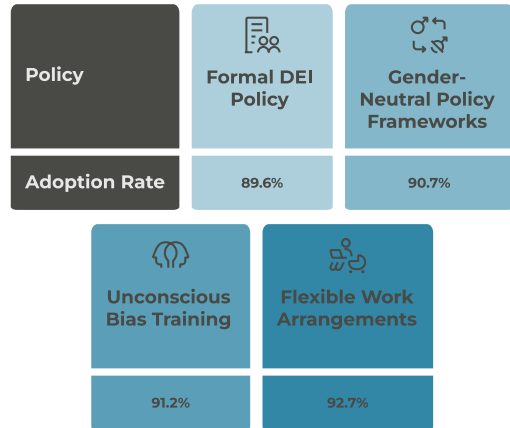 Policy
Formal DEI
Policy
Gender-
Neutral Policy
Frameworks
Adoption Rate
89.6%
90.7%
Unconscious
Bias Training
Flexible Work
Arrangements
91.2%
92.7%